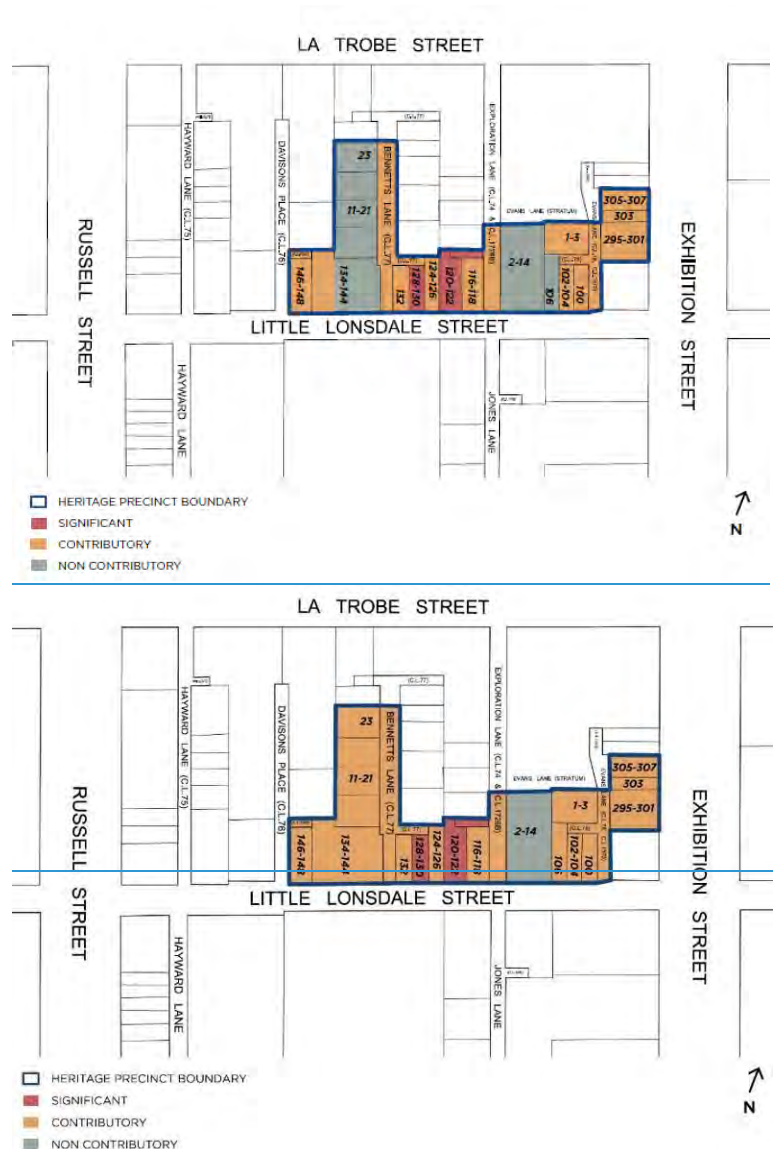 LA TROBE STREET
HAYWARD LANE (C.L.75)
DAVISONS PLACE (C.L.76)
BENNETTS LANE (C.L.77)
(C.L.77)
EXPLORATION LANE (C.L.74 &
EVANS LANE (STRATUM)
RUSSELL STREET
EXHIBITION STREET
23
11-21
305-307
303
295-301
1-3
146-148
134-144
132
128-130
124-126
120-122
116-118
2-14
106
102-104
100
LITTLE LONSDALE STREET
HAYWARD LANE
JONES LANE
HERITAGE PRECINCT BOUNDARY
SIGNIFICANT
CONTRIBUTORY
NON CONTRIBUTORY
N
LA TROBE STREET
HAYWARD LANE (C.L.75)
DAVISONS PLACE (C.L.76)
BENNETTS LANE (C.L.77)
(C.L.77)
EXPLORATION LANE (C.L.74 &
EVANS LANE (STRATUM)
RUSSELL STREET
EXHIBITION STREET
23
11-21
305-307
303
295-301
1-3
146-148
134-144
132
128-130
124-126
120-122
116-118
2-14
106
102-104
100
LITTLE LONSDALE STREET
HAYWARD LANE
JONES LANE
HERITAGE PRECINCT BOUNDARY
SIGNIFICANT
CONTRIBUTORY
NON CONTRIBUTORY
N